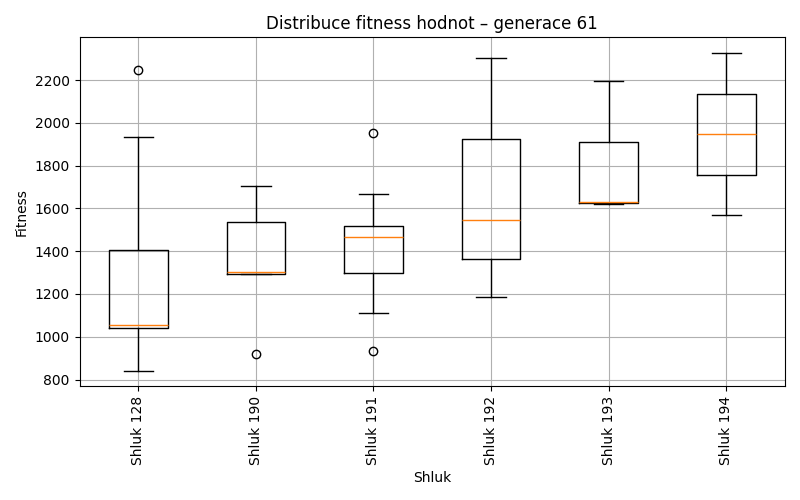 Distribuce fitness hodnot – generace 61
Fitness
2200
2000
1800
1600
1400
1200
1000
800
Shluk 128
Shluk 190
Shluk 191
Shluk 192
Shluk 193
Shluk 194
Shluk